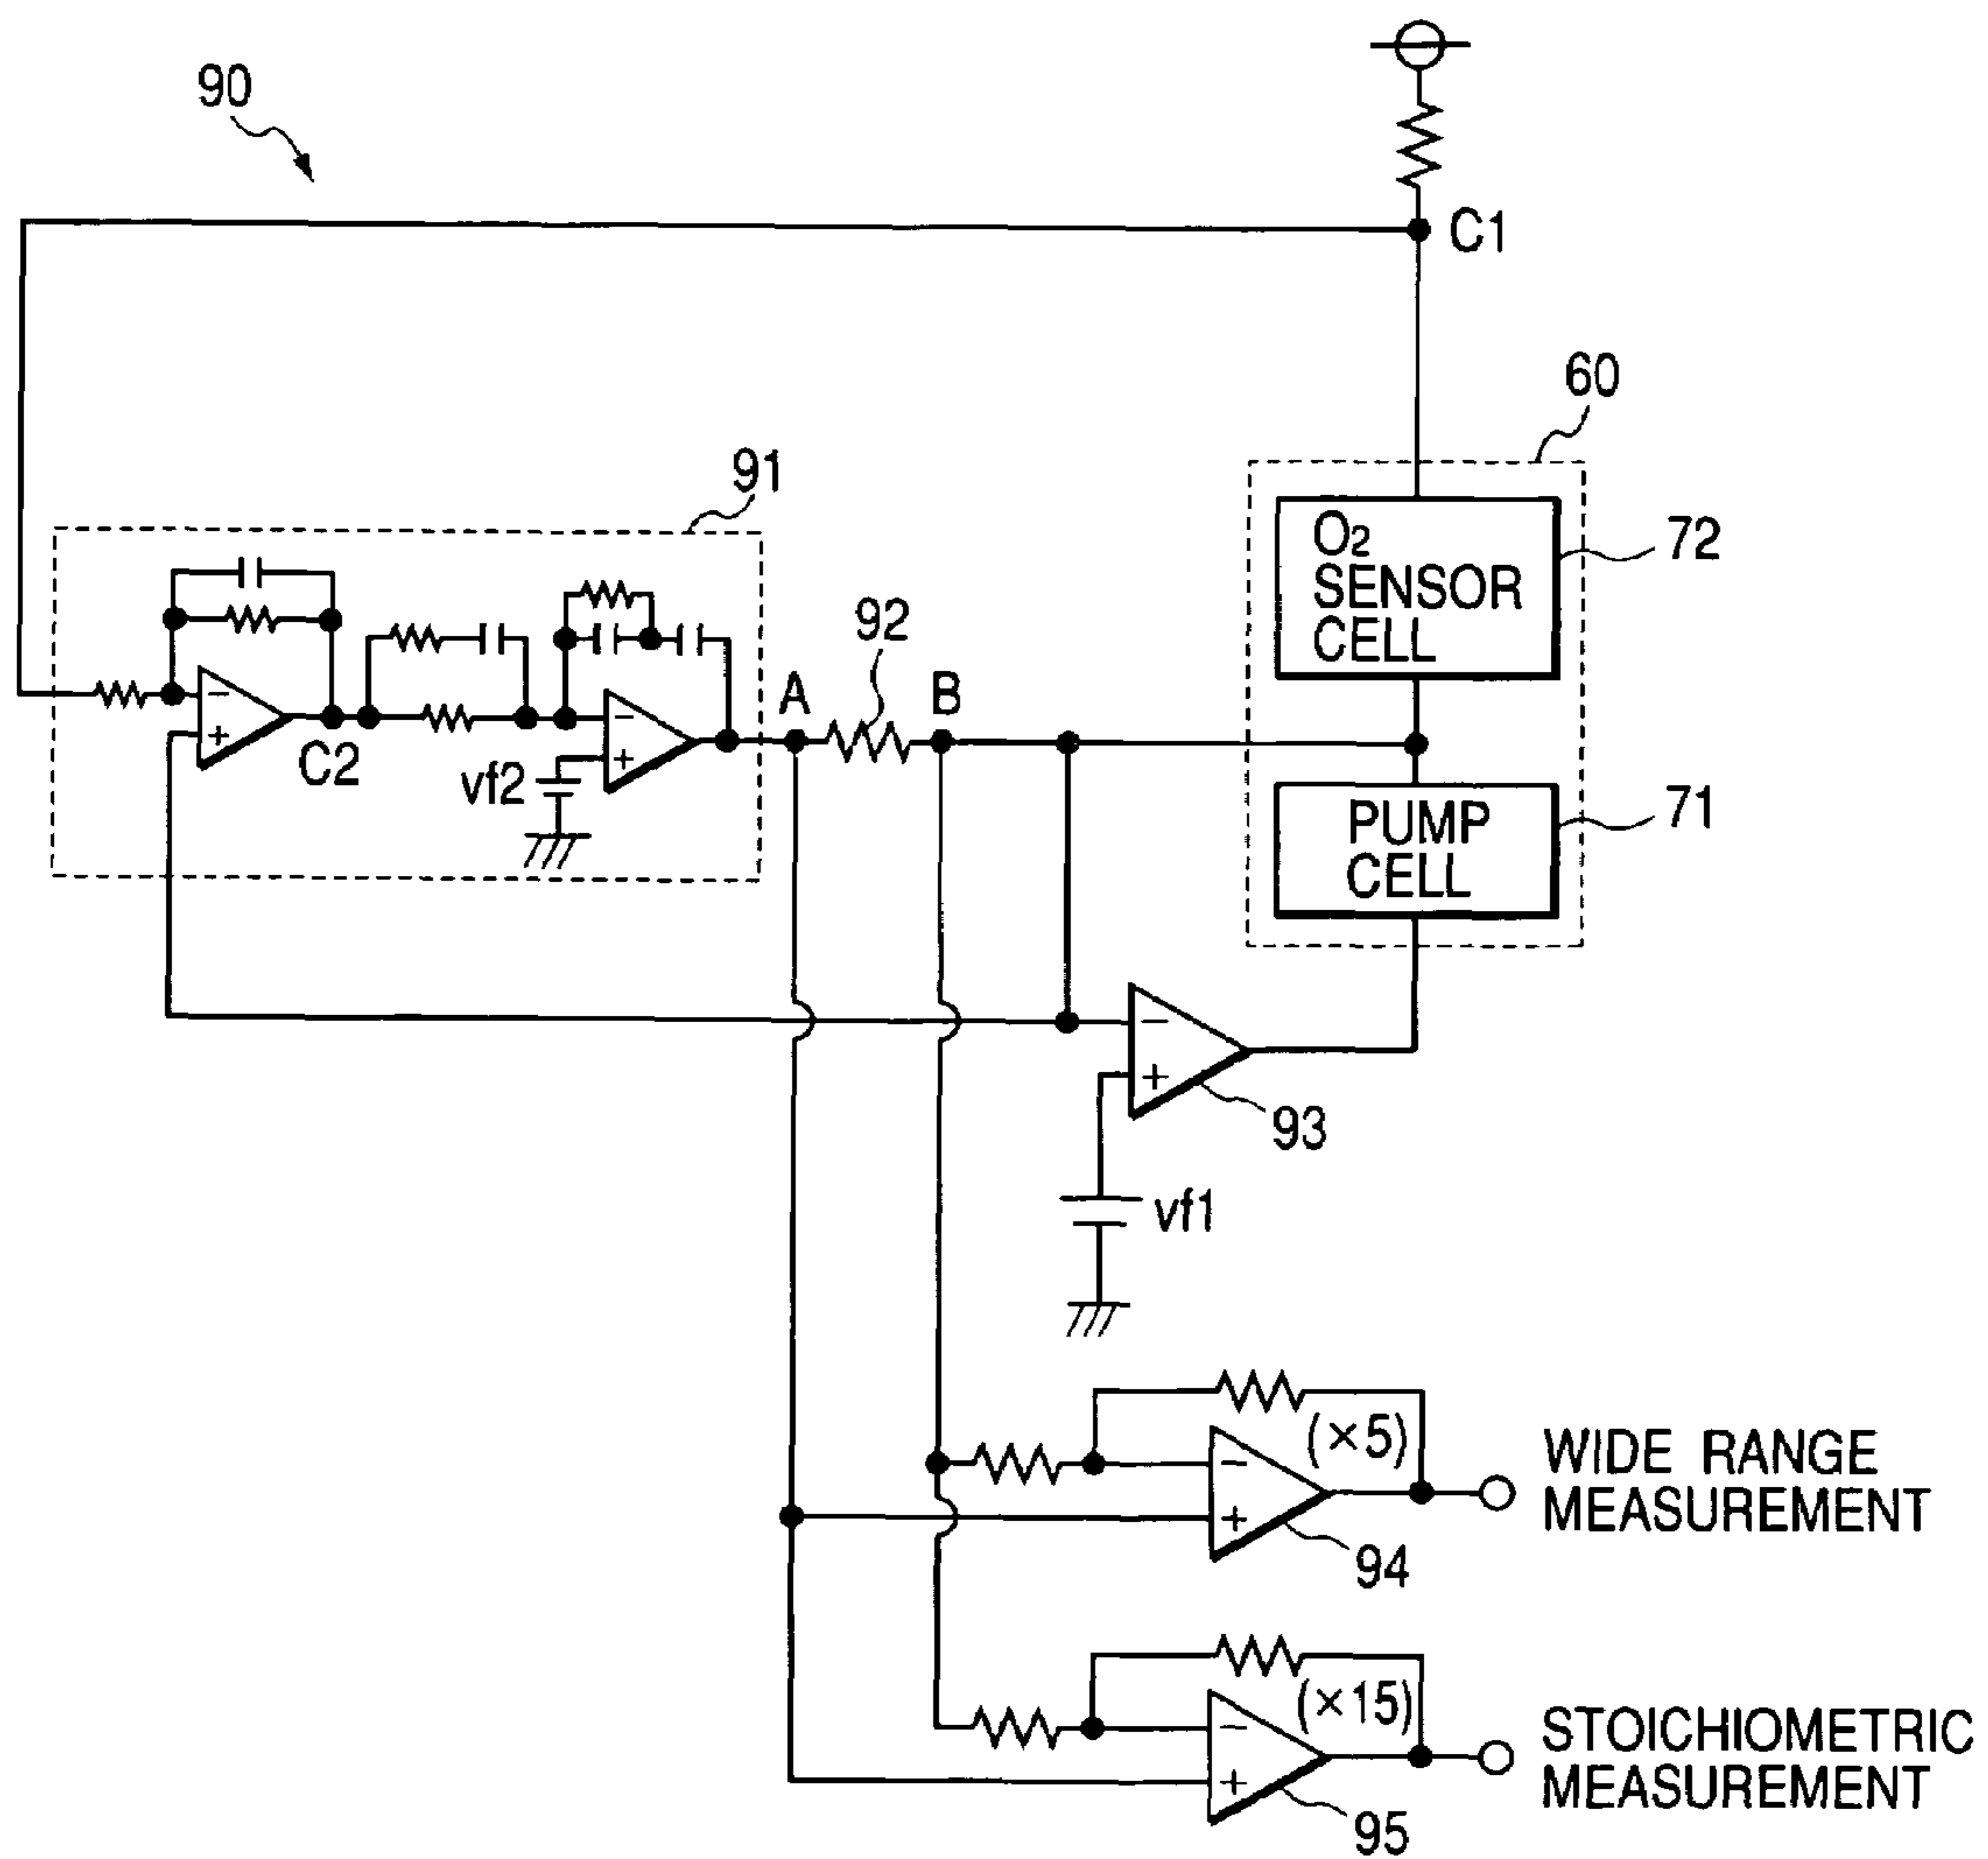 90
C1
60
91
O2
SENSOR
CELL
72
92
A
B
−
+
C2
−
+
vf2
PUMP
CELL
71
−
+
93
vf1
(×5)
−
+
94
WIDE RANGE
MEASUREMENT
(×15)
−
+
95
STOICHIOMETRIC
MEASUREMENT